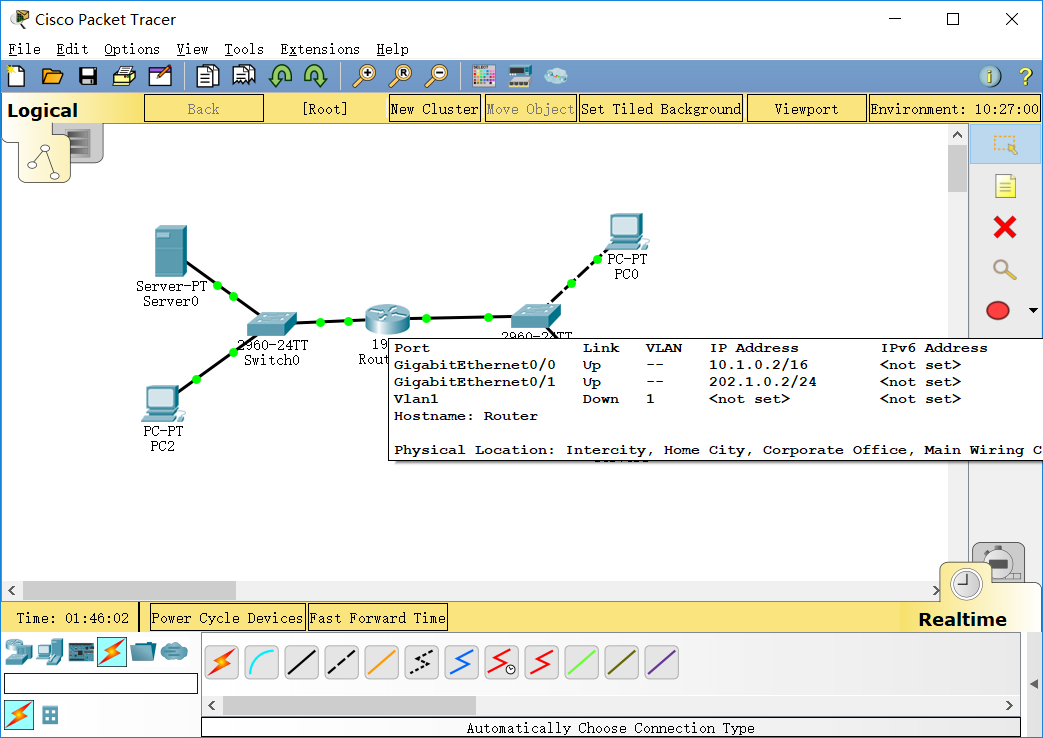 Cisco Packet Tracer
File Edit Options View Tools Extensions Help
Logical Back [Root] New Cluster Move Object Set Tiled Background Viewport Environment: 10:27:00
PC-PT
PC0
Server-PT
Server0
2960-24TT
Switch0
19
Rout
2960-24TT
PC-PT
PC2
Port Link VLAN IP Address IPv6 Address
GigabitEthernet0/0 Up -- 10.1.0.2/16 <not set>
GigabitEthernet0/1 Up -- 202.1.0.2/24 <not set>
Vlan1 Down 1 <not set> <not set>
Hostname: Router
Physical Location: Intercity, Home City, Corporate Office, Main Wiring C
Time: 01:46:02 Power Cycle Devices Fast Forward Time Realtime
Automatically Choose Connection Type